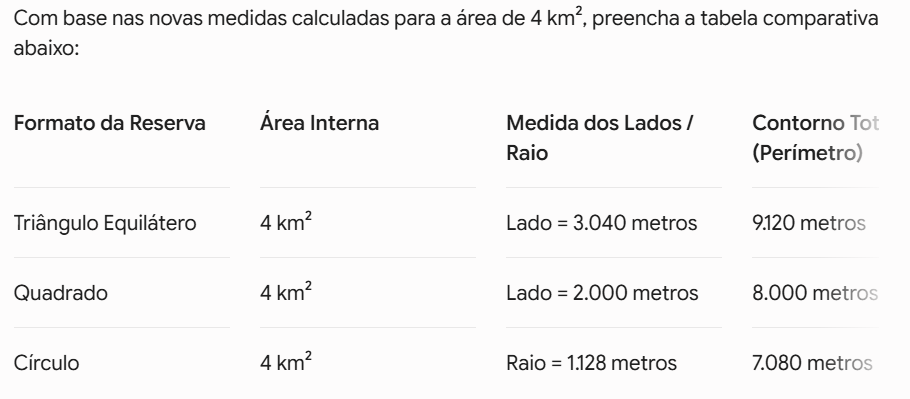 Com base nas novas medidas calculadas para a área de 4 km², preencha a tabela comparativa
abaixo:
Formato da Reserva Área Interna Medida dos Lados / Contorno Tot
Raio (Perímetro)
Triângulo Equilátero 4 km² Lado = 3.040 metros 9.120 metros
Quadrado 4 km² Lado = 2.000 metros 8.000 metros
Círculo 4 km² Raio = 1.128 metros 7.080 metros